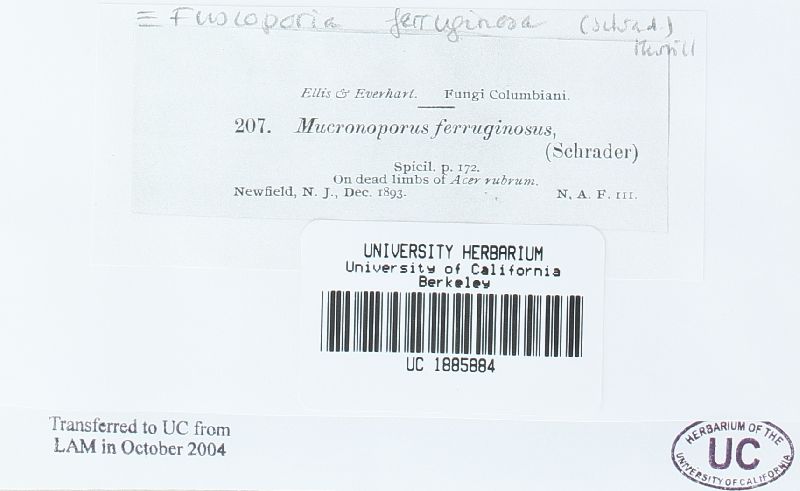 ≡ Fuscoporia ferruginosa (Schrad.)
Murrill
Ellis & Everhart. Fungi Columbiani.
207. Mucronoporus ferruginosus,
(Schrader)
Spicil. p. 172.
On dead limbs of Acer rubrum.
Newfield, N. J., Dec. 1893. N. A. F. III.
UNIVERSITY HERBARIUM
University of California
Berkeley
UC 1885884
Transferred to UC from
LAM in October 2004
HERBARIUM OF THE
UC
UNIVERSITY OF CALIFORNIA